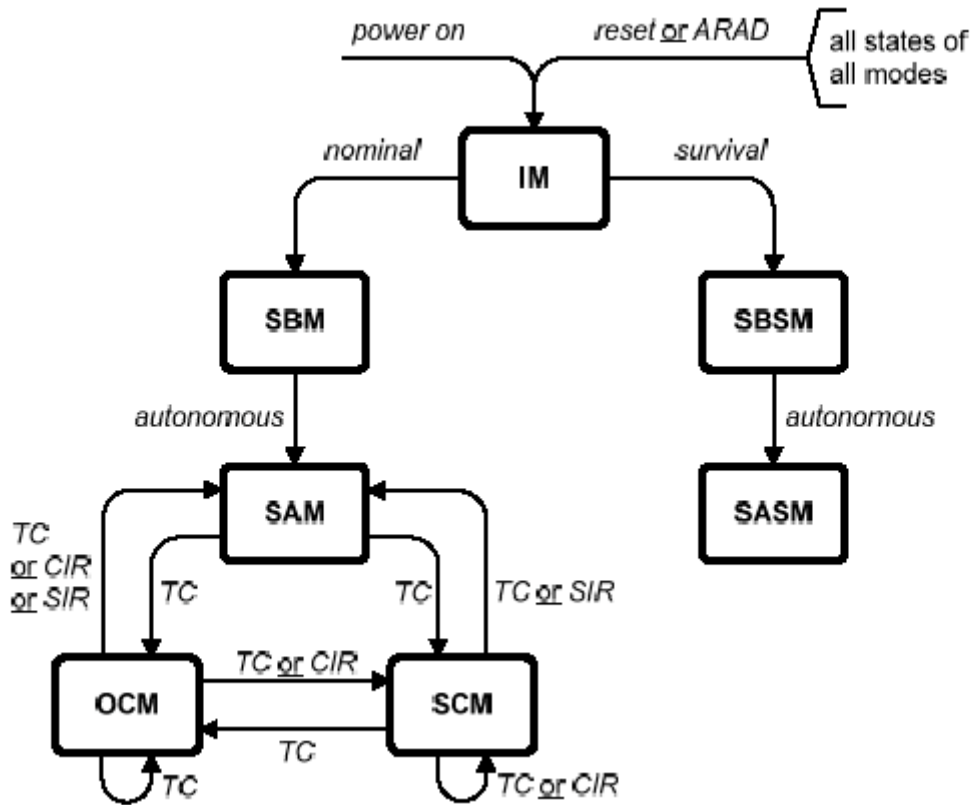 power on
reset or ARAD
all states of
all modes
nominal
IM
survival
SBM
SBSM
autonomous
autonomous
SAM
SASM
TC
or CIR
or SIR
TC
TC
TC or SIR
OCM
TC or CIR
SCM
TC
TC
TC or CIR